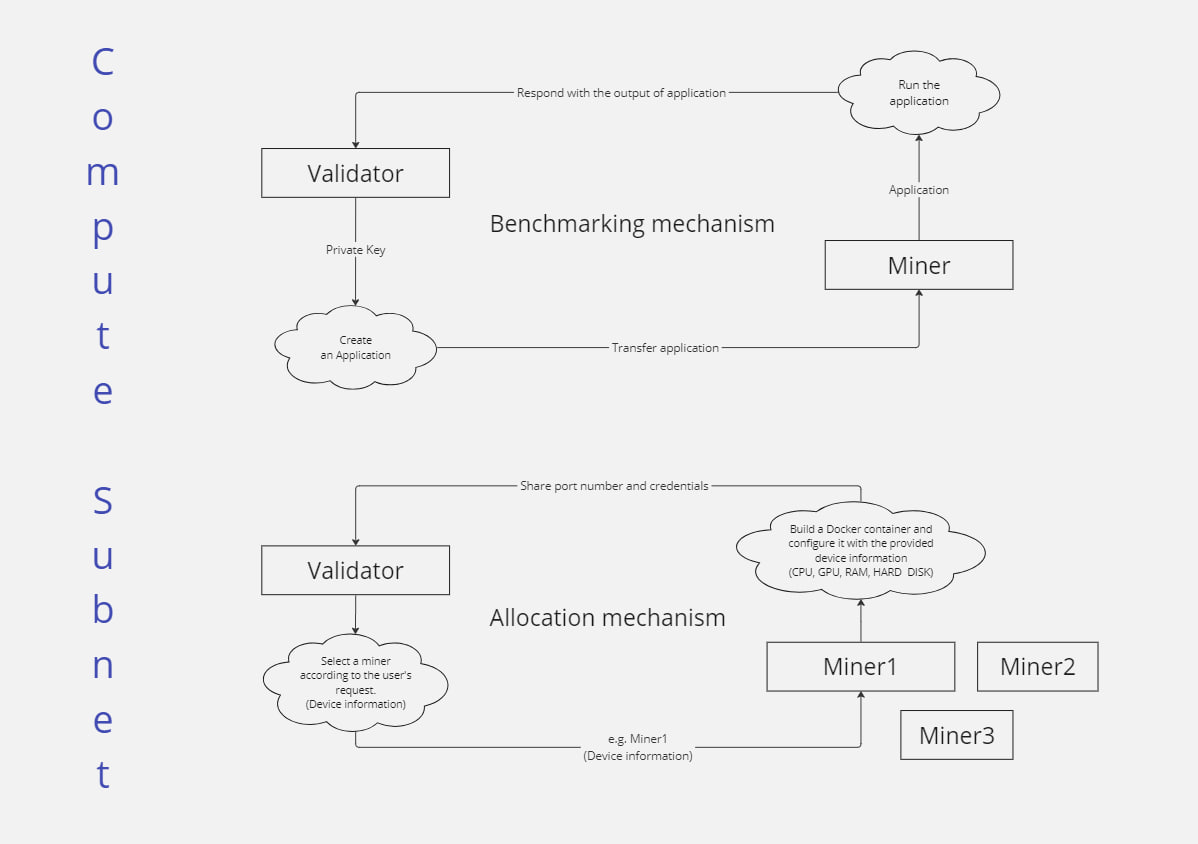 Compute
Subnet
Respond with the output of application
Run the
application
Validator
Application
Benchmarking mechanism
Private Key
Miner
Create
an Application
Transfer application
Share port number and credentials
Build a Docker container and
configure it with the provided
device information
(CPU, GPU, RAM, HARD DISK)
Validator
Allocation mechanism
Select a miner
according to the user's
request.
(Device information)
Miner1
Miner2
Miner3
e.g. Miner1
(Device information)